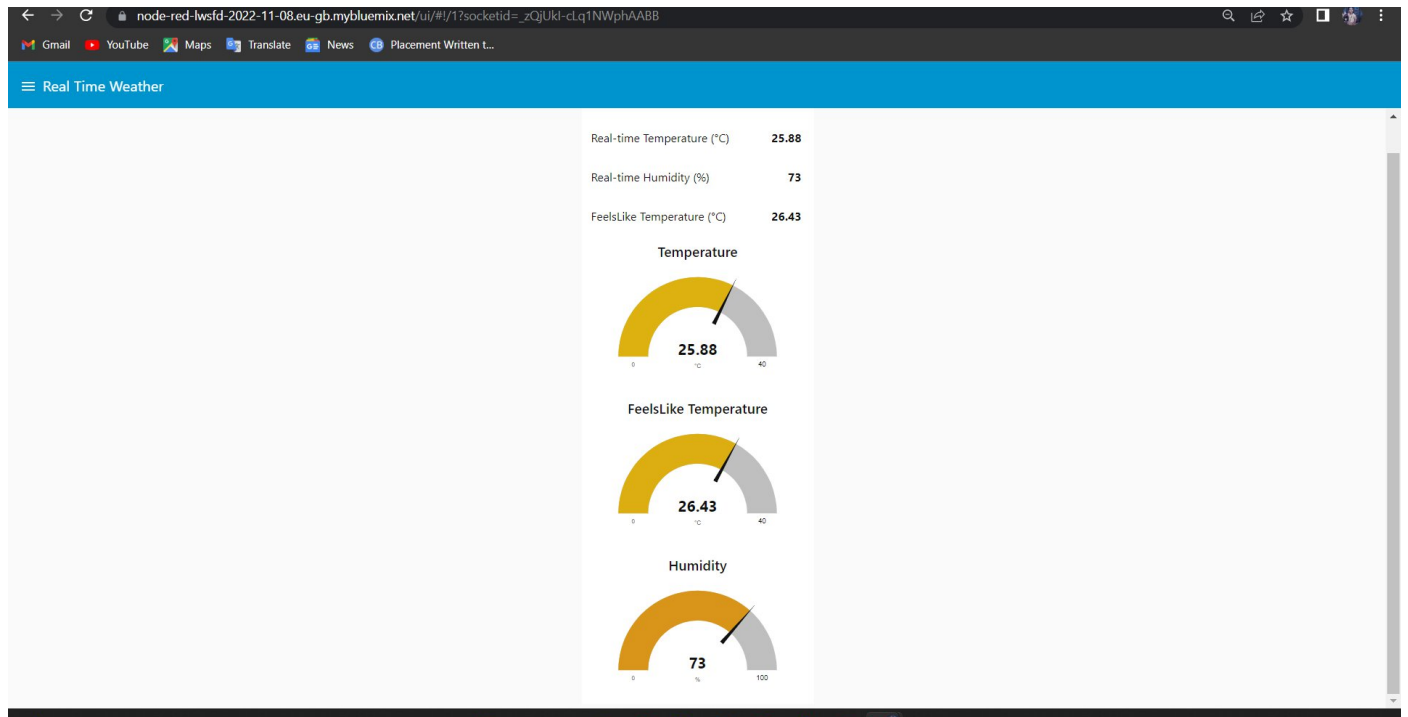 node-red-lwsfd-2022-11-08.eu-gb.mybluemix.net/ui/#!/1?socketid=_zQjUkI-cLq1NWphAABB
Gmail YouTube Maps Translate News CB Placement Written t...
Real Time Weather
Real-time Temperature (°C) 25.88
Real-time Humidity (%) 73
FeelsLike Temperature (°C) 26.43
Temperature
25.88
0 °C 40
FeelsLike Temperature
26.43
0 °C 40
Humidity
73
0 % 100